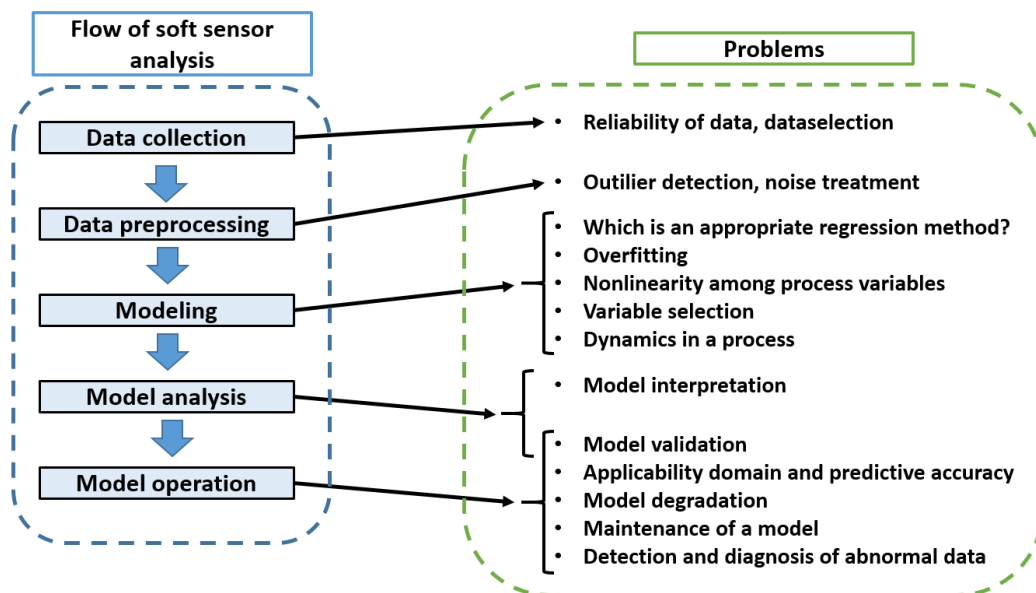 Flow of soft sensor
analysis
Data collection
Data preprocessing
Modeling
Model analysis
Model operation
Problems
• Reliability of data, dataselection
• Outilier detection, noise treatment
• Which is an appropriate regression method?
• Overfitting
• Nonlinearity among process variables
• Variable selection
• Dynamics in a process
• Model interpretation
• Model validation
• Applicability domain and predictive accuracy
• Model degradation
• Maintenance of a model
• Detection and diagnosis of abnormal data